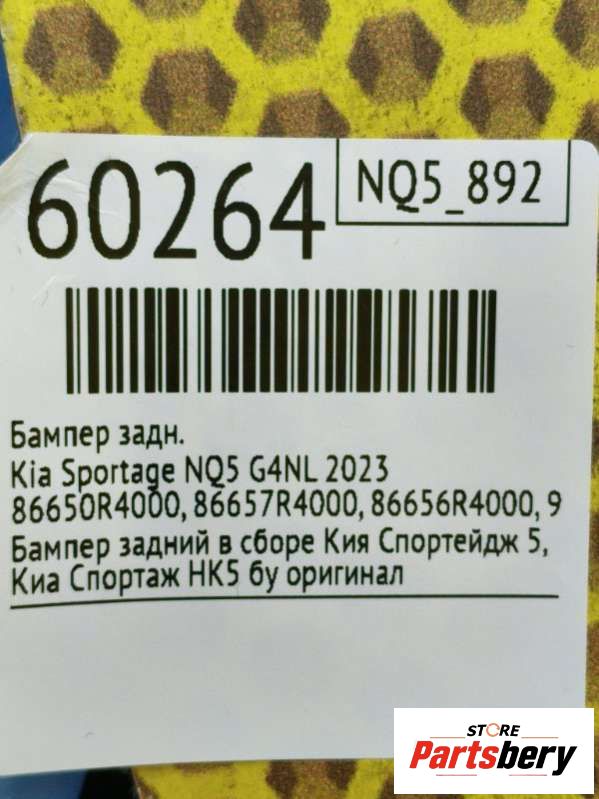 60264
NQ5_892
Бампер задн.
Kia Sportage NQ5 G4NL 2023
86650R4000, 86657R4000, 86656R4000, 9
Бампер задний в сборе Кия Спортейдж 5,
Киа Спортаж НК5 бу оригинал
STORE
Partsbery